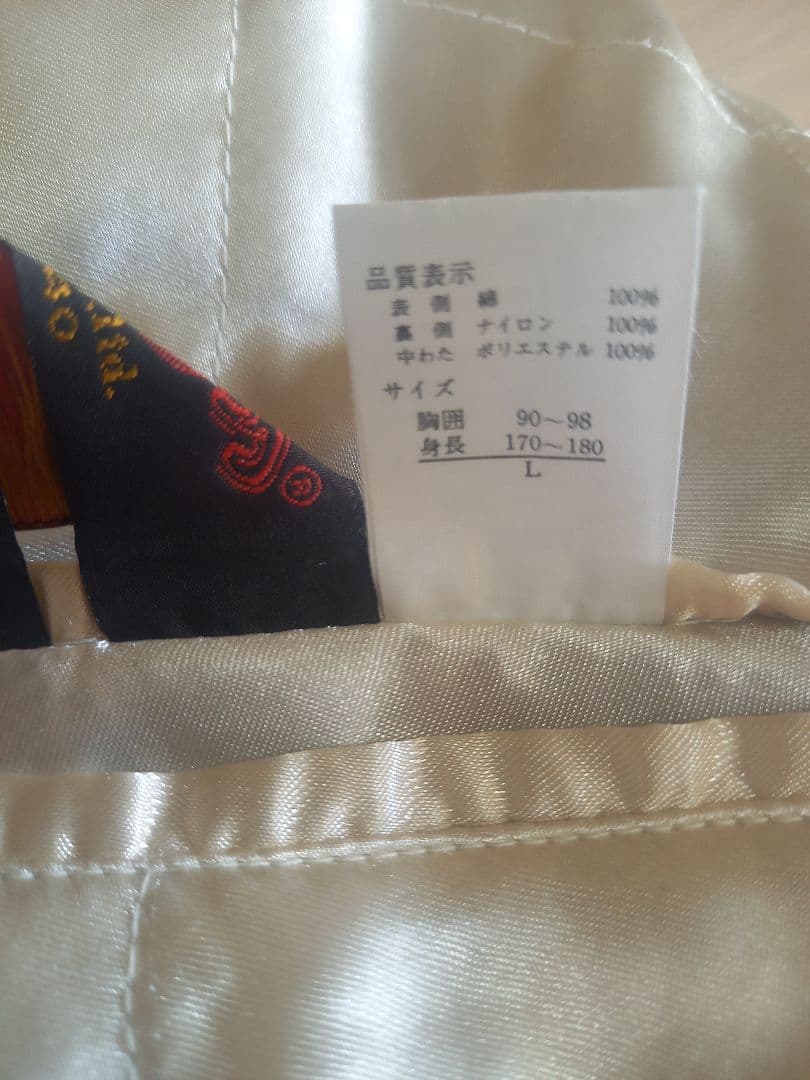 品質表示
表側 綿 100%
裏側 ナイロン 100%
中わた ポリエステル 100%
サイズ
胸囲 90～98
身長 170～180
L
Ltd.
®